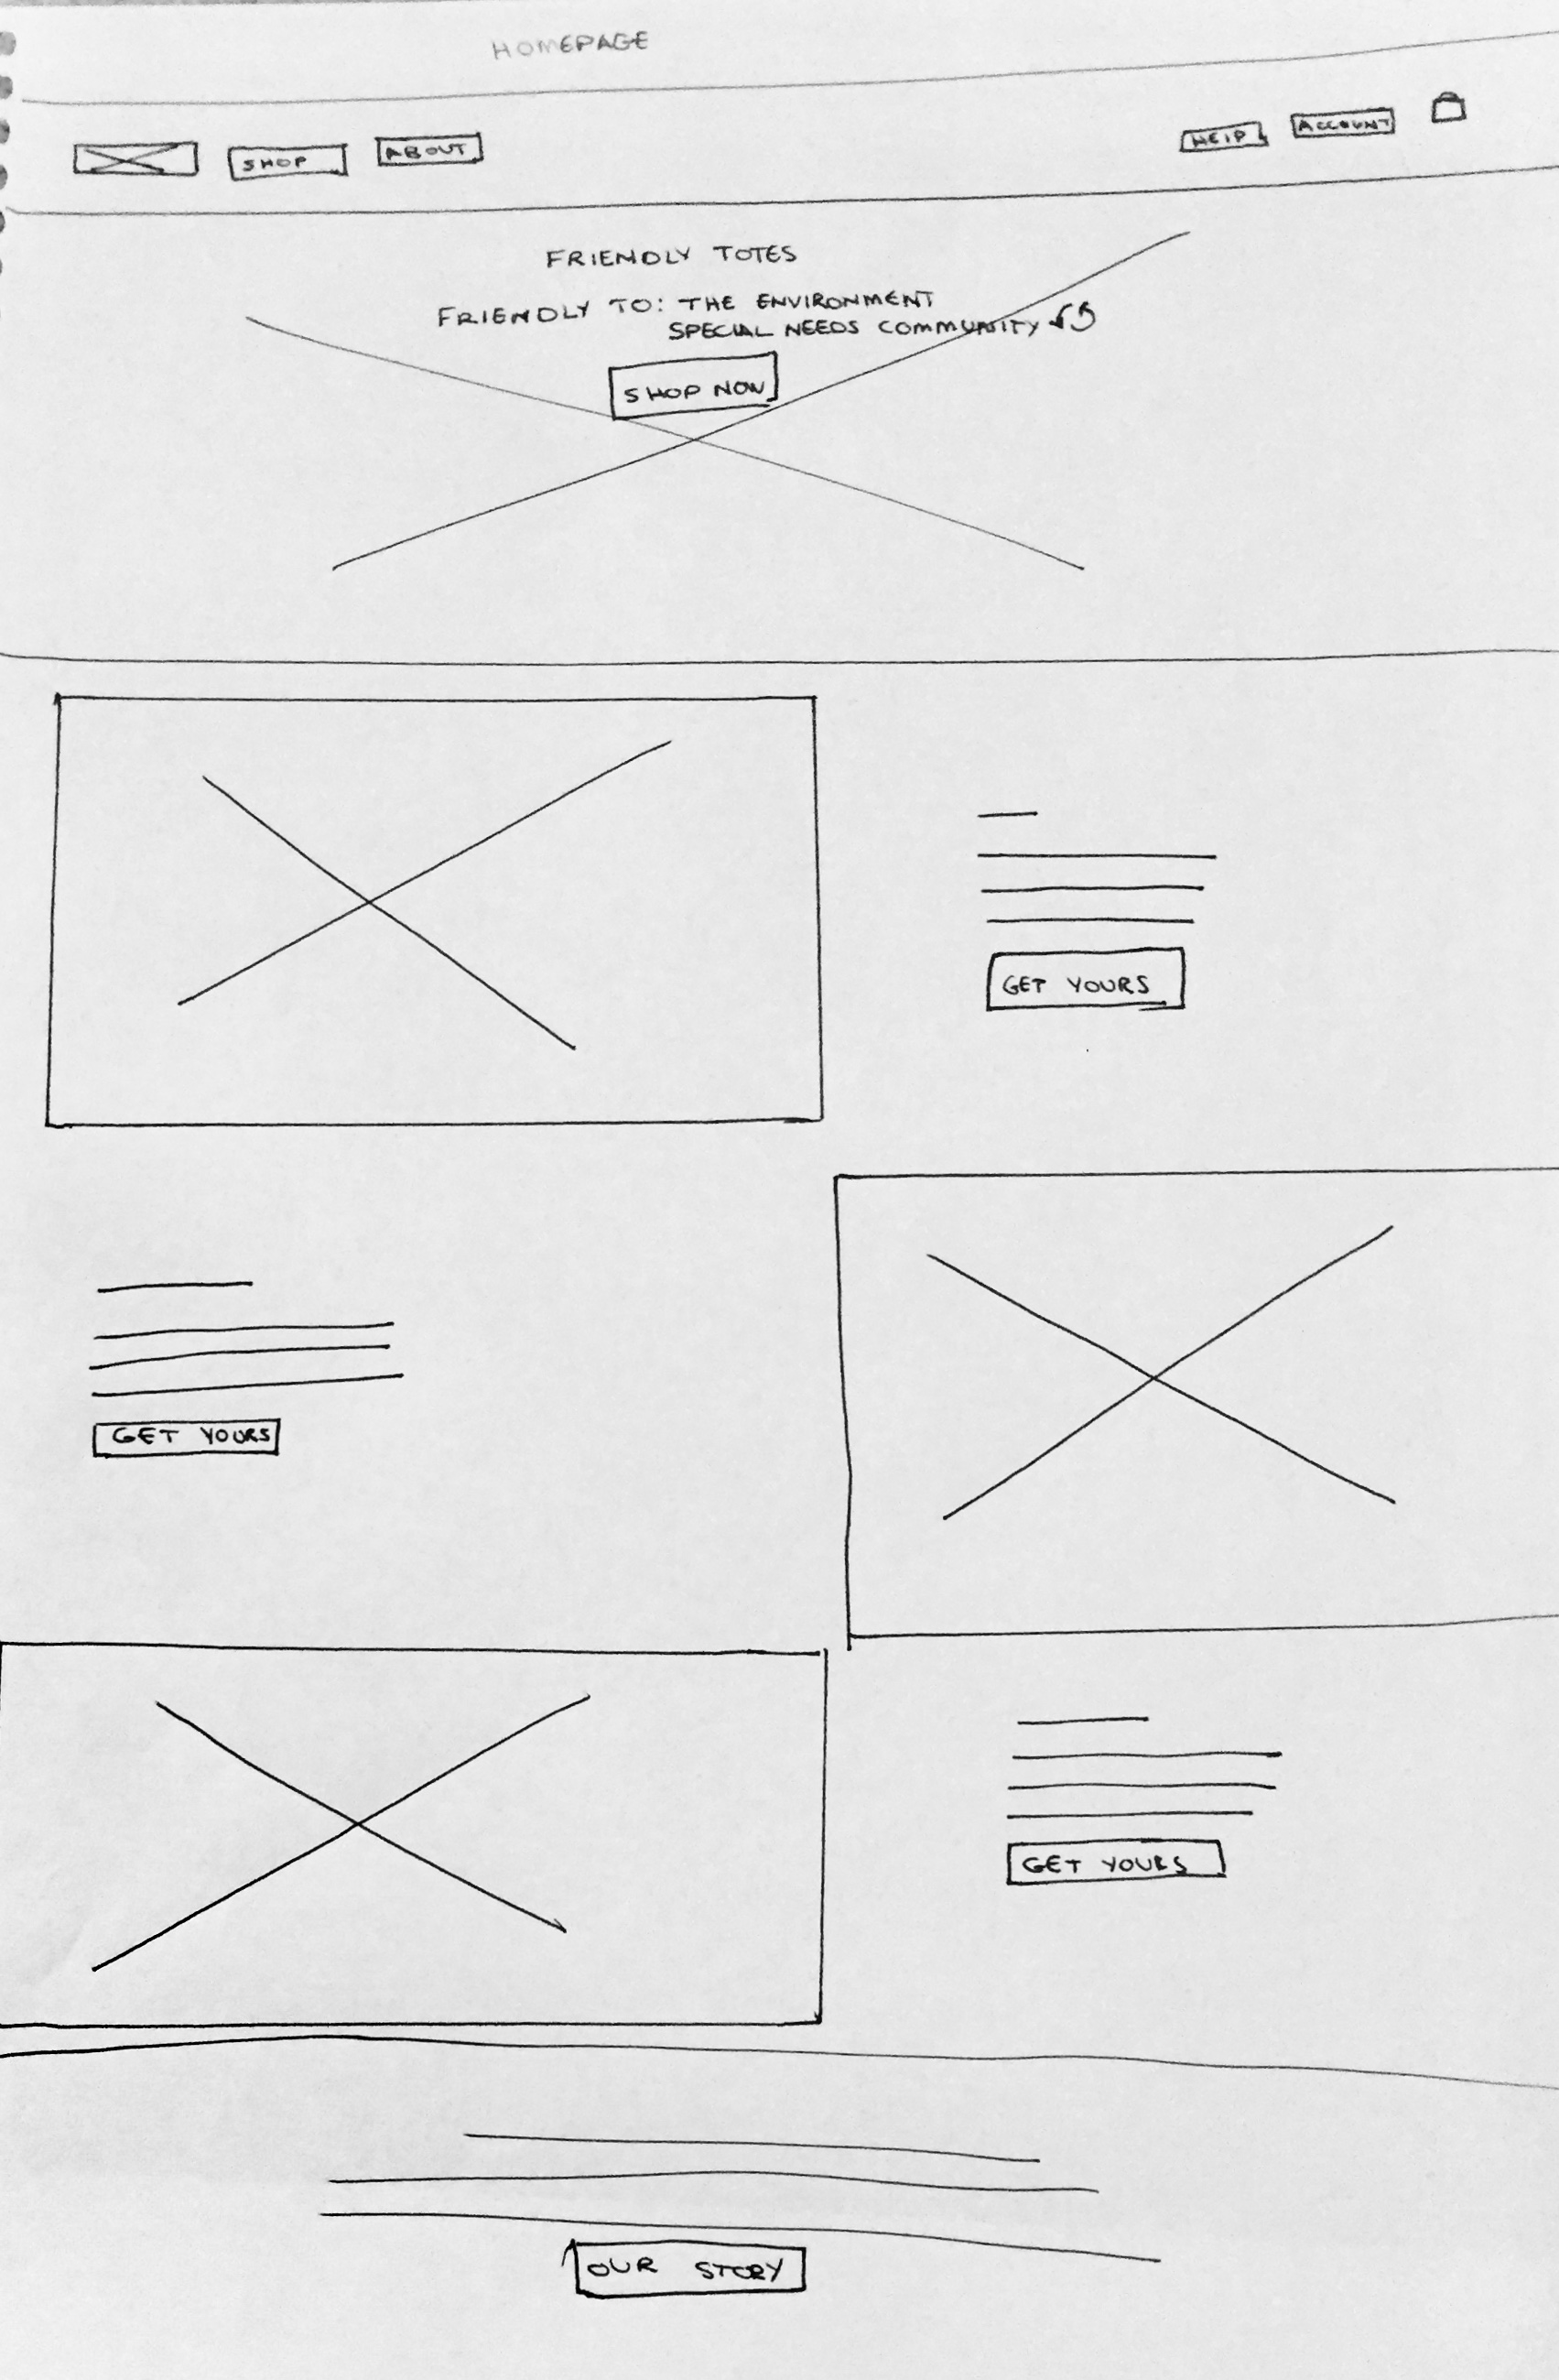 HOMEPAGE
SHOP ABOUT HELP ACCOUNT
FRIENDLY TOTES
FRIENDLY TO: THE ENVIRONMENT
SPECIAL NEEDS COMMUNITY
SHOP NOW
GET YOURS
GET YOURS
GET YOURS
OUR STORY